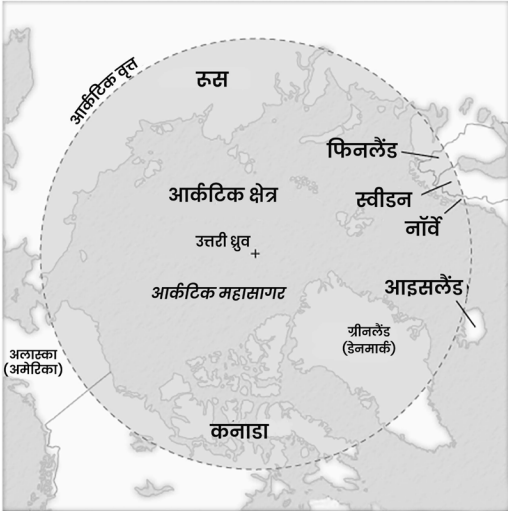 आर्कटिक वृत्त
रूस
फिनलैंड
आर्कटिक क्षेत्र
स्वीडन
नॉर्वे
उत्तरी ध्रुव
आर्कटिक महासागर
आइसलैंड
ग्रीनलैंड
(डेनमार्क)
अलास्का
(अमेरिका)
कनाडा